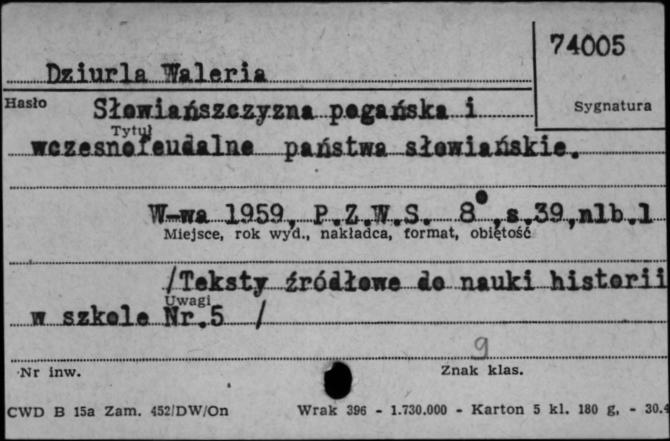 74005
Dziurla Waleria
Hasło
Sygnatura
Słowiańszczyzna pogańska i
Tytuł
wczesnofeudalne państwa słowiańskie.
W-wa 1959, P.Z.W.S. 8°, s.39, nlb.1
Miejsce, rok wyd., nakładca, format, objętość
/Teksty źródłowe do nauki historii
Uwagi
w szkole Nr.5 /
9
Nr inw.
Znak klas.
CWD B 15a Zam. 452/DW/On Wrak 396 - 1.730.000 - Karton 5 kl. 180 g, - 30.4